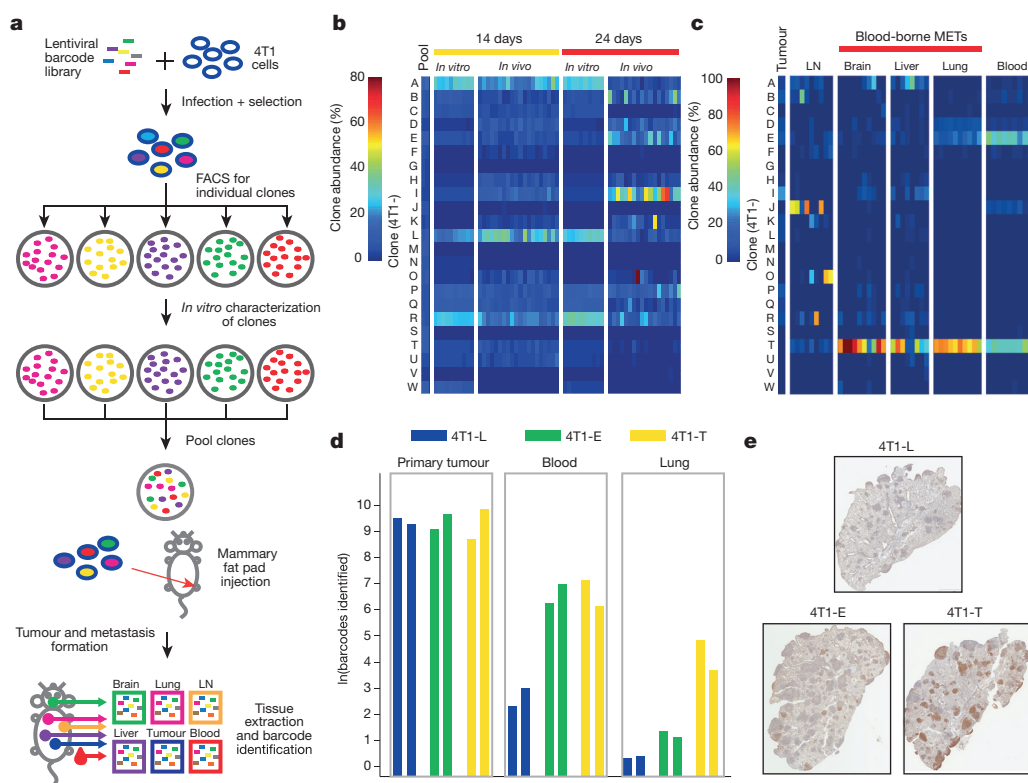 a
Lentiviral
barcode
library
4T1
cells
Infection + selection
FACS for
individual clones
In vitro characterization
of clones
Pool clones
Mammary
fat pad
injection
Tumour and metastasis
formation
Brain Lung LN
Liver Tumour Blood
Tissue
extraction
and barcode
identification
b
14 days 24 days
Pool In vitro In vivo In vitro In vivo
80
60
40
20
0
Clone abundance (%)
Clone (4T1-)
A
B
C
D
E
F
G
H
I
J
K
L
M
N
O
P
Q
R
S
T
U
V
W
c
Blood-borne METs
Tumour LN Brain Liver Lung Blood
100
80
60
40
20
0
Clone abundance (%)
Clone (4T1-)
A
B
C
D
E
F
G
H
I
J
K
L
M
N
O
P
Q
R
S
T
U
V
W
d
4T1-L 4T1-E 4T1-T
Primary tumour Blood Lung
ln(barcodes identified)
10
9
8
7
6
5
4
3
2
1
0
e
4T1-L
4T1-E 4T1-T